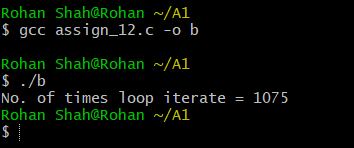 Rohan Shah@Rohan ~/A1
$ gcc assign_12.c -o b
Rohan Shah@Rohan ~/A1
$ ./b
No. of times loop iterate = 1075
Rohan Shah@Rohan ~/A1
$